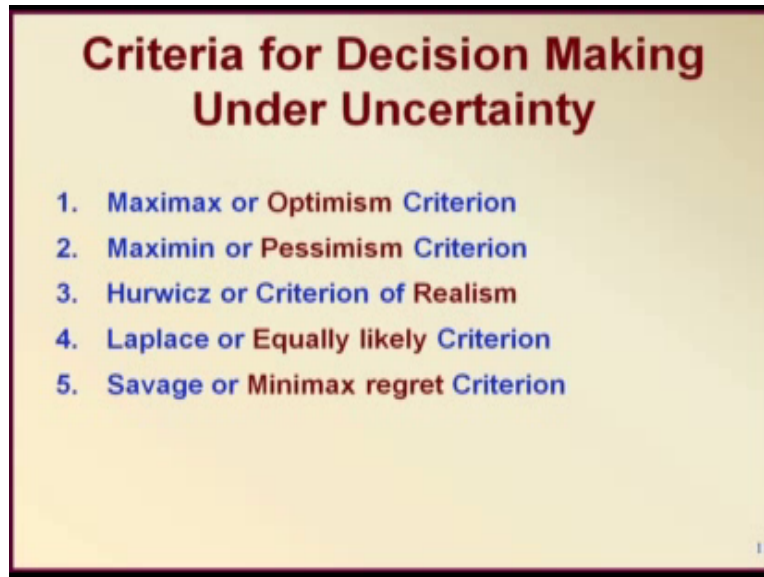 Criteria for Decision Making
Under Uncertainty
1. Maximax or Optimism Criterion
2. Maximin or Pessimism Criterion
3. Hurwicz or Criterion of Realism
4. Laplace or Equally likely Criterion
5. Savage or Minimax regret Criterion